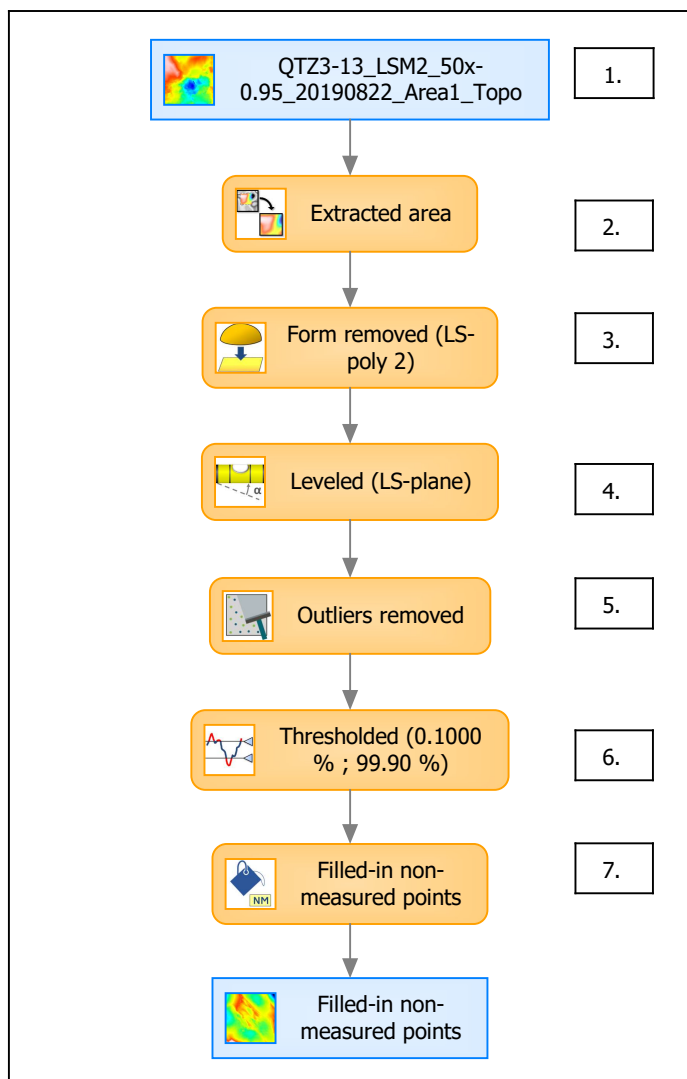 QTZ3-13_LSM2_50x-
0.95_20190822_Area1_Topo
1.
Extracted area
2.
Form removed (LS-
poly 2)
3.
α
Leveled (LS-plane)
4.
Outliers removed
5.
Thresholded (0.1000
% ; 99.90 %)
6.
Filled-in non-
measured points
NM
7.
Filled-in non-
measured points